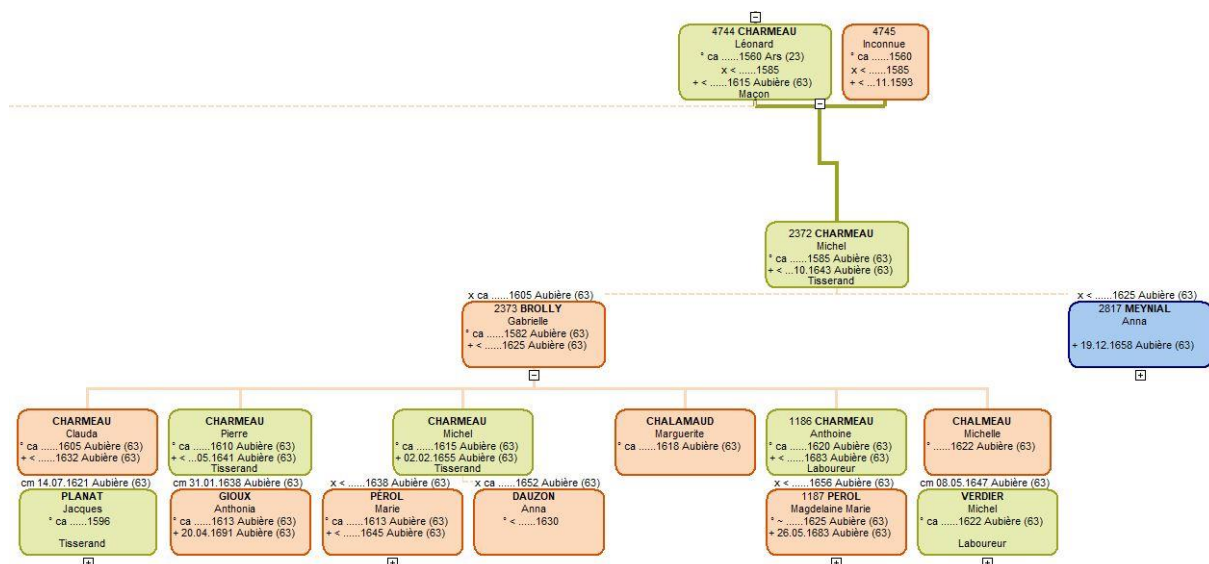 4744 CHARMEAU
Léonard
° ca ......1560 Ars (23)
x < ......1585
+ < ......1615 Aubière (63)
Maçon
4745
Inconnue
° ca ......1560
x < ......1585
+ < ...11.1593
2372 CHARMEAU
Michel
° ca ......1585 Aubière (63)
+ < ...10.1643 Aubière (63)
Tisserand
x ca ......1605 Aubière (63)
2373 BROLLY
Gabrielle
° ca ......1582 Aubière (63)
+ < ......1625 Aubière (63)
x < ......1625 Aubière (63)
2817 MEYNIAL
Anna
+ 19.12.1658 Aubière (63)
CHARMEAU
Clauda
° ca ......1605 Aubière (63)
+ < ......1632 Aubière (63)
CHARMEAU
Pierre
° ca ......1610 Aubière (63)
+ < ...05.1641 Aubière (63)
Tisserand
CHARMEAU
Michel
° ca ......1615 Aubière (63)
+ 02.02.1655 Aubière (63)
Tisserand
CHALAMAUD
Marguerite
° ca ......1618 Aubière (63)
1186 CHARMEAU
Anthoine
° ca ......1620 Aubière (63)
+ < ......1683 Aubière (63)
Laboureur
CHALMEAU
Michelle
° ......1622 Aubière (63)
cm 14.07.1621 Aubière (63)
PLANAT
Jacques
° ca ......1596
Tisserand
cm 31.01.1638 Aubière (63)
GIOUX
Anthonia
° ca ......1613 Aubière (63)
+ 20.04.1691 Aubière (63)
x < ......1638 Aubière (63)
PÉROL
Marie
° ca ......1613 Aubière (63)
+ < ......1645 Aubière (63)
x ca ......1652 Aubière (63)
DAUZON
Anna
° < ......1630
x < ......1656 Aubière (63)
1187 PEROL
Magdelaine Marie
° ~ ......1625 Aubière (63)
+ 26.05.1683 Aubière (63)
cm 08.05.1647 Aubière (63)
VERDIER
Michel
° ca ......1622 Aubière (63)
Laboureur